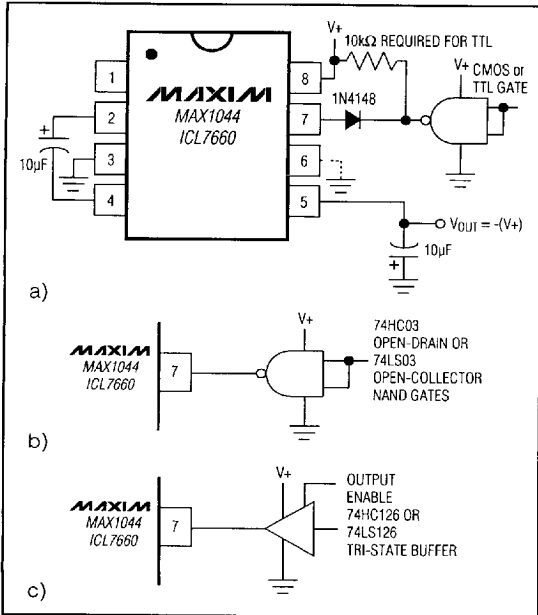 V+
10kΩ REQUIRED FOR TTL
V+
CMOS or
TTL GATE
1N4148
MAXIM
MAX1044
ICL7660
1
2
3
4
8
7
6
5
+
10µF
VOUT = -(V+)
10µF
+
a)
V+
MAXIM
MAX1044
ICL7660
7
74HC03
OPEN-DRAIN OR
74LS03
OPEN-COLLECTOR
NAND GATES
b)
V+
MAXIM
MAX1044
ICL7660
7
OUTPUT
ENABLE
74HC126 OR
74LS126
TRI-STATE BUFFER
c)